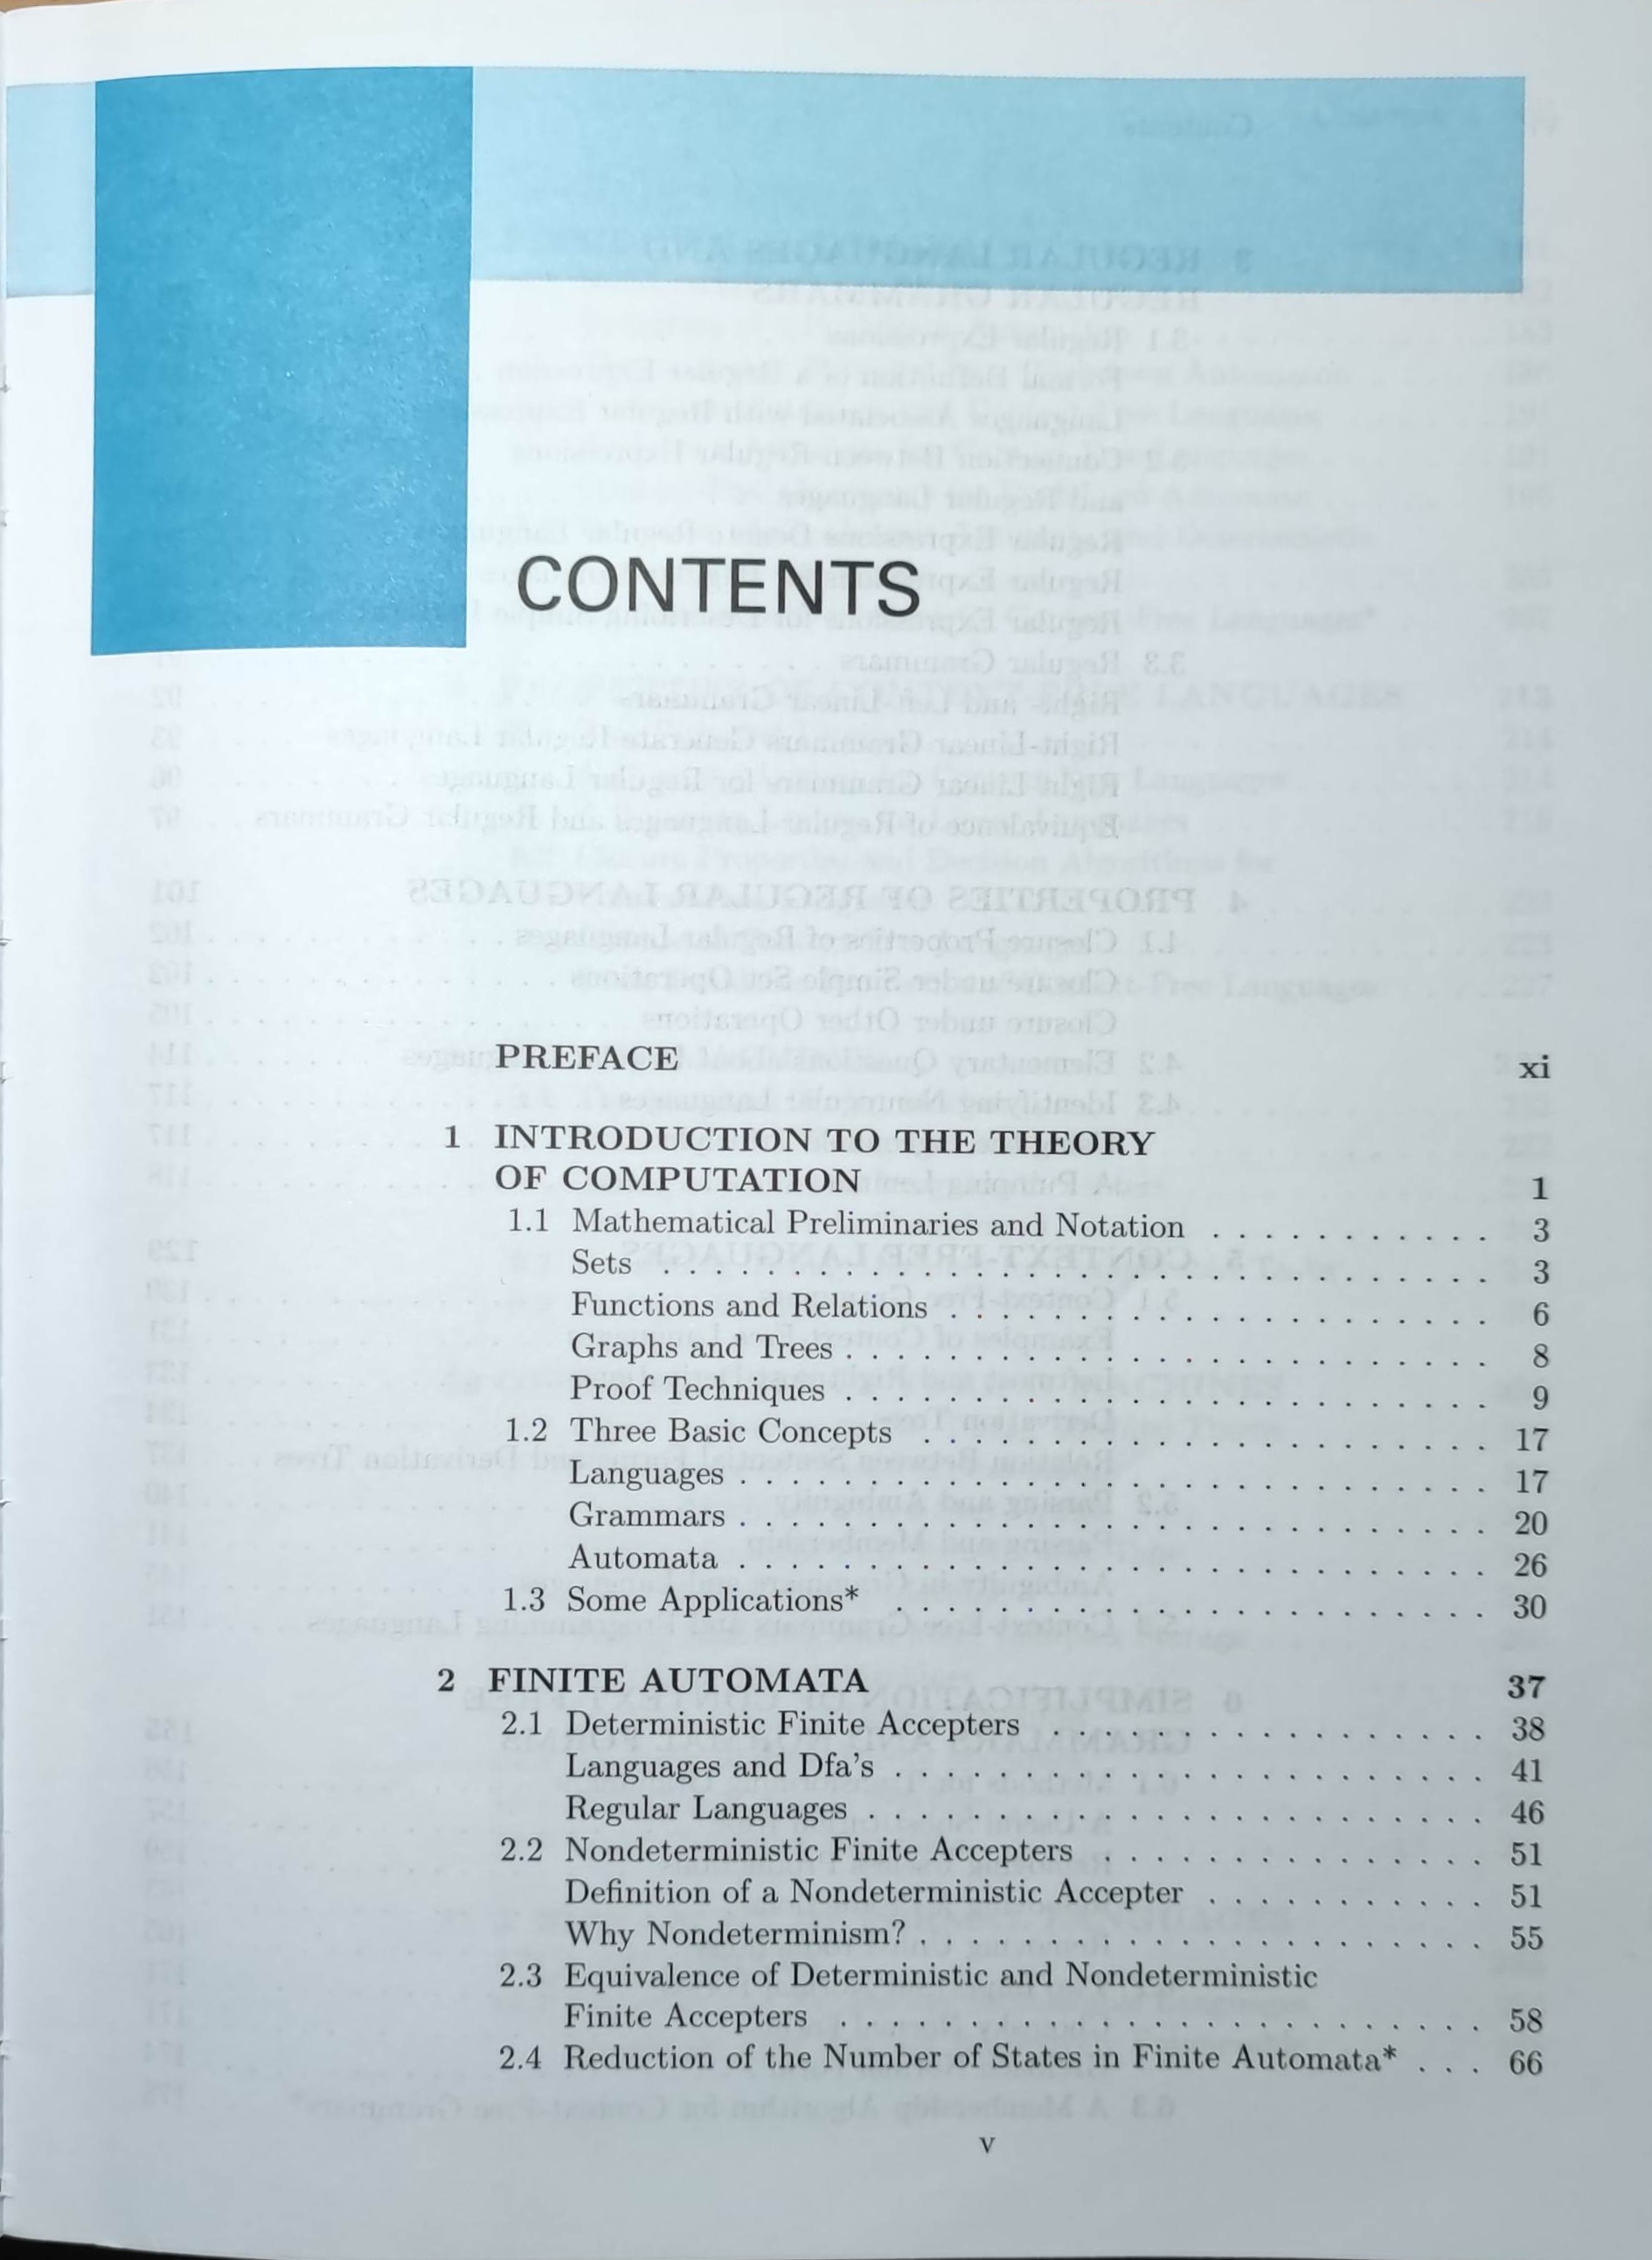 CONTENTS
PREFACE xi
1 INTRODUCTION TO THE THEORY
OF COMPUTATION 1
1.1 Mathematical Preliminaries and Notation . . . . . . . . . . . 3
Sets . . . . . . . . . . . . . . . . . . . . . . . . . . . . . . . . 3
Functions and Relations . . . . . . . . . . . . . . . . . . . . . 6
Graphs and Trees . . . . . . . . . . . . . . . . . . . . . . . . . 8
Proof Techniques . . . . . . . . . . . . . . . . . . . . . . . . . 9
1.2 Three Basic Concepts . . . . . . . . . . . . . . . . . . . . . . 17
Languages . . . . . . . . . . . . . . . . . . . . . . . . . . . . . 17
Grammars . . . . . . . . . . . . . . . . . . . . . . . . . . . . . 20
Automata . . . . . . . . . . . . . . . . . . . . . . . . . . . . . 26
1.3 Some Applications* . . . . . . . . . . . . . . . . . . . . . . . 30
2 FINITE AUTOMATA 37
2.1 Deterministic Finite Accepters . . . . . . . . . . . . . . . . . 38
Languages and Dfa's . . . . . . . . . . . . . . . . . . . . . . . 41
Regular Languages . . . . . . . . . . . . . . . . . . . . . . . . 46
2.2 Nondeterministic Finite Accepters . . . . . . . . . . . . . . . 51
Definition of a Nondeterministic Accepter . . . . . . . . . . . 51
Why Nondeterminism? . . . . . . . . . . . . . . . . . . . . . . 55
2.3 Equivalence of Deterministic and Nondeterministic
Finite Accepters . . . . . . . . . . . . . . . . . . . . . . . . . 58
2.4 Reduction of the Number of States in Finite Automata* . . . 66
v